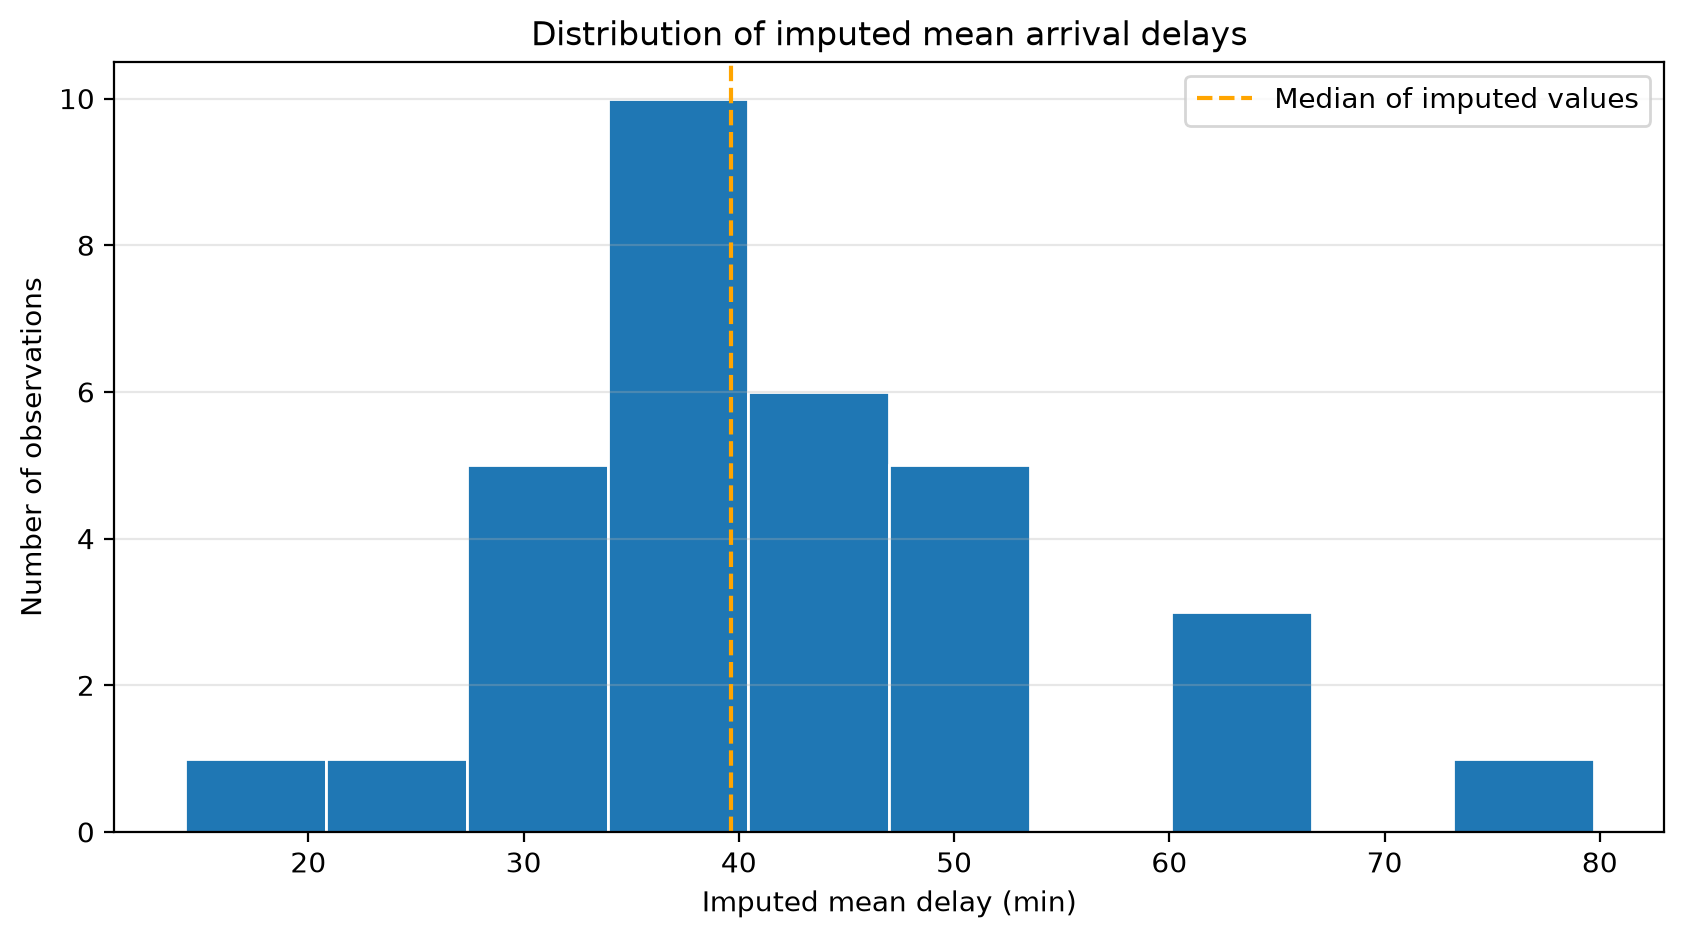 Distribution of imputed mean arrival delays
Median of imputed values
Number of observations
10
8
6
4
2
0
20 30 40 50 60 70 80
Imputed mean delay (min)